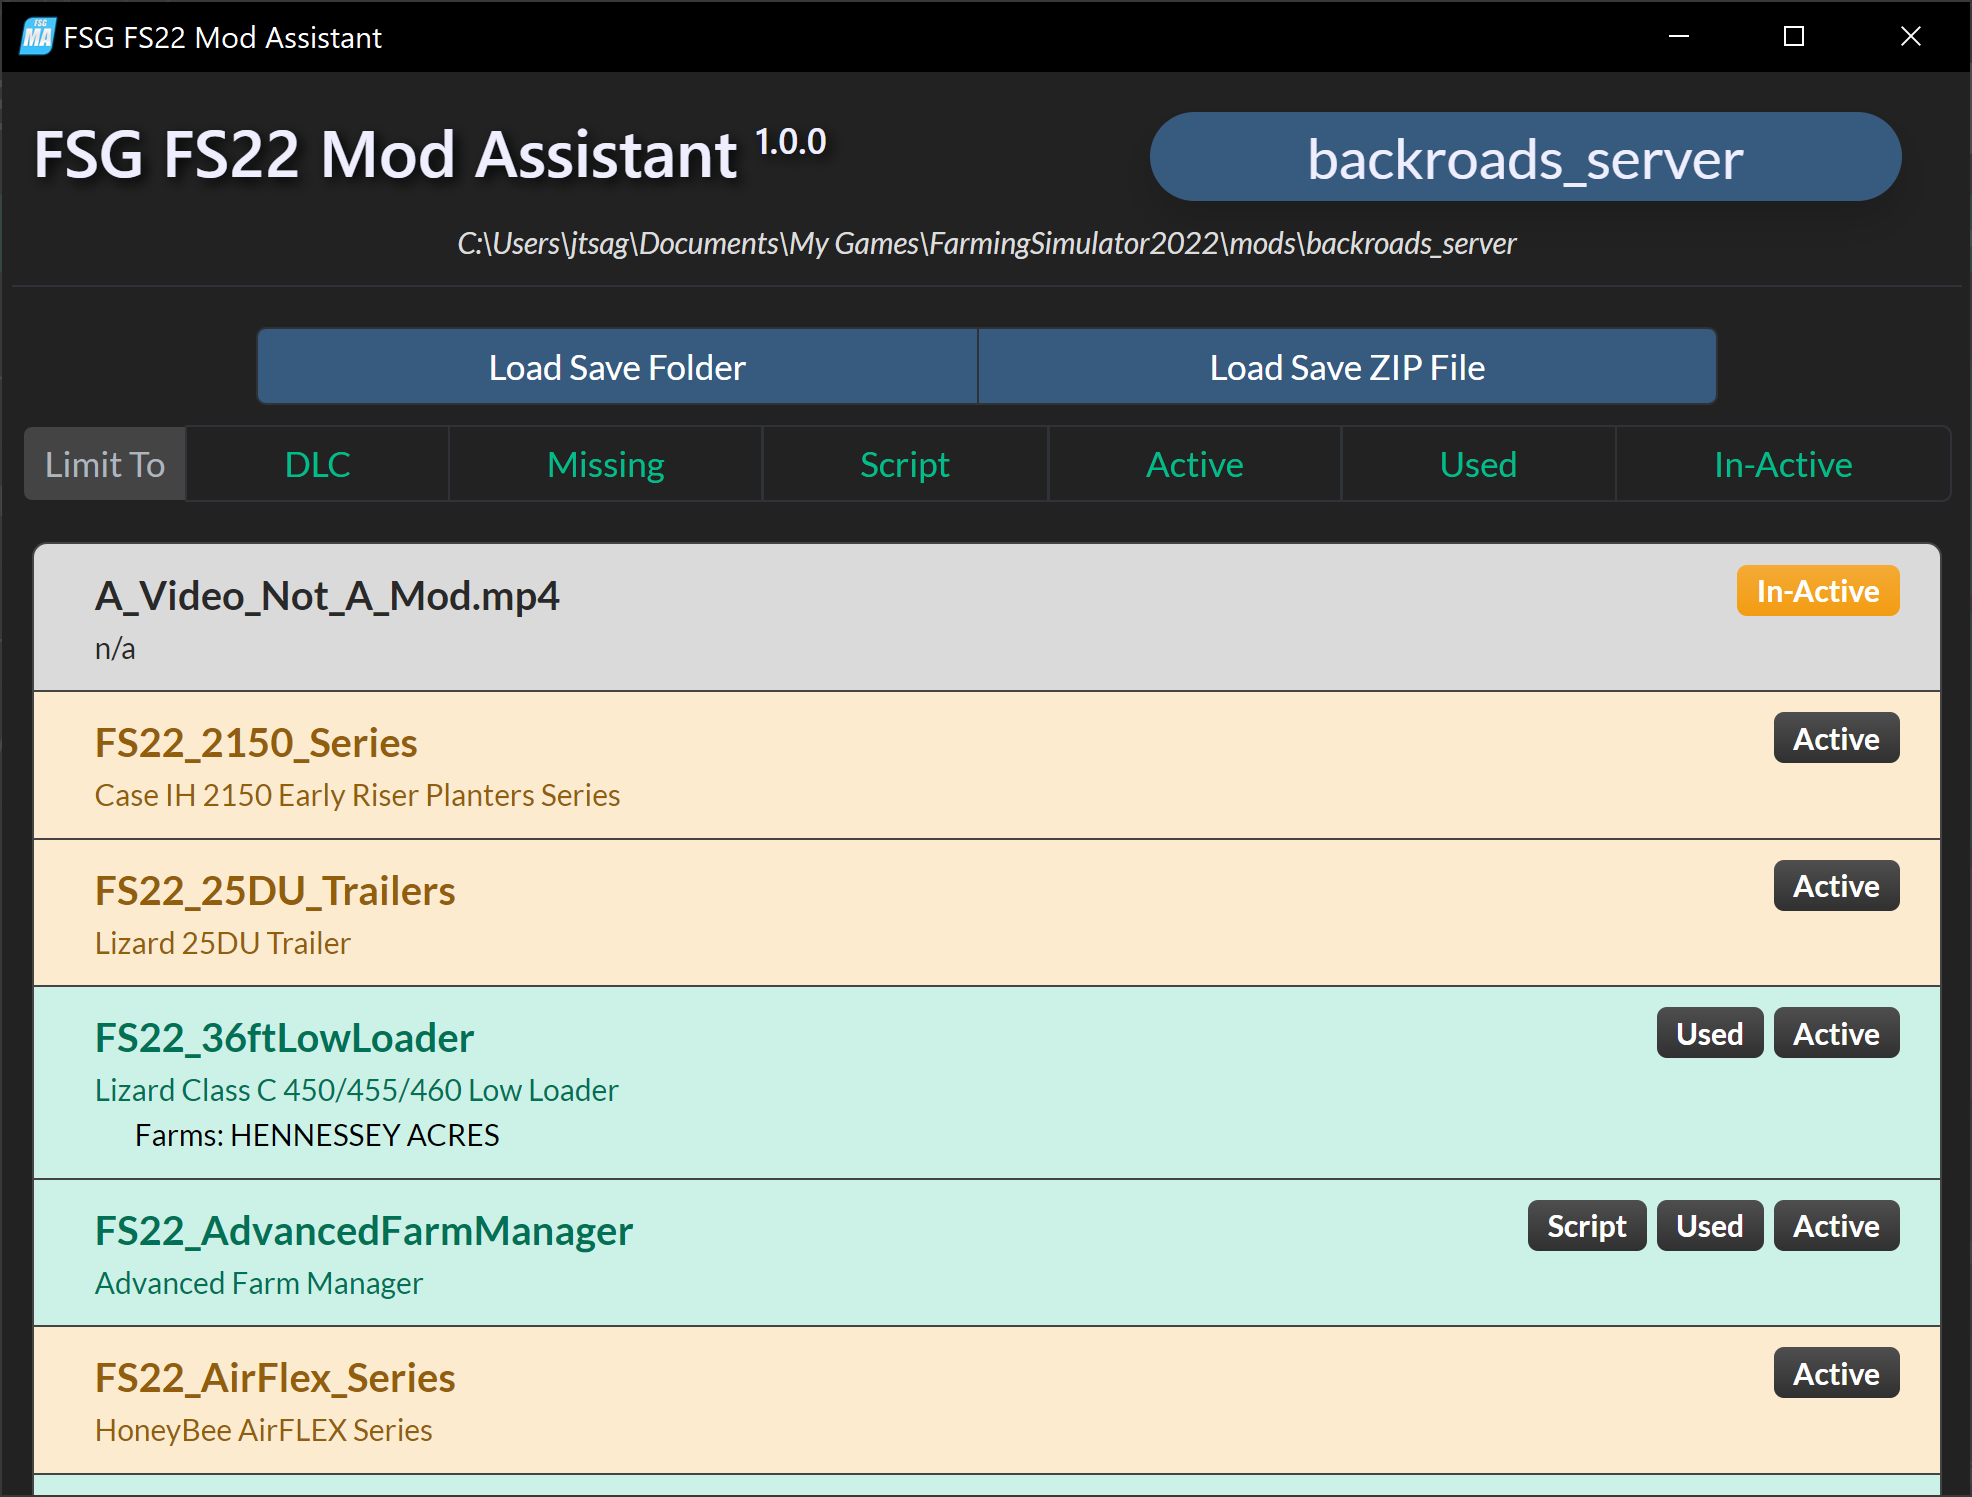 FSG
MA
FSG FS22 Mod Assistant
FSG FS22 Mod Assistant 1.0.0
backroads_server
C:\Users\jtsag\Documents\My Games\FarmingSimulator2022\mods\backroads_server
Load Save Folder
Load Save ZIP File
Limit To
DLC
Missing
Script
Active
Used
In-Active
A_Video_Not_A_Mod.mp4
In-Active
n/a
FS22_2150_Series
Active
Case IH 2150 Early Riser Planters Series
FS22_25DU_Trailers
Active
Lizard 25DU Trailer
FS22_36ftLowLoader
Used
Active
Lizard Class C 450/455/460 Low Loader
Farms: HENNESSEY ACRES
FS22_AdvancedFarmManager
Script
Used
Active
Advanced Farm Manager
FS22_AirFlex_Series
Active
HoneyBee AirFLEX Series